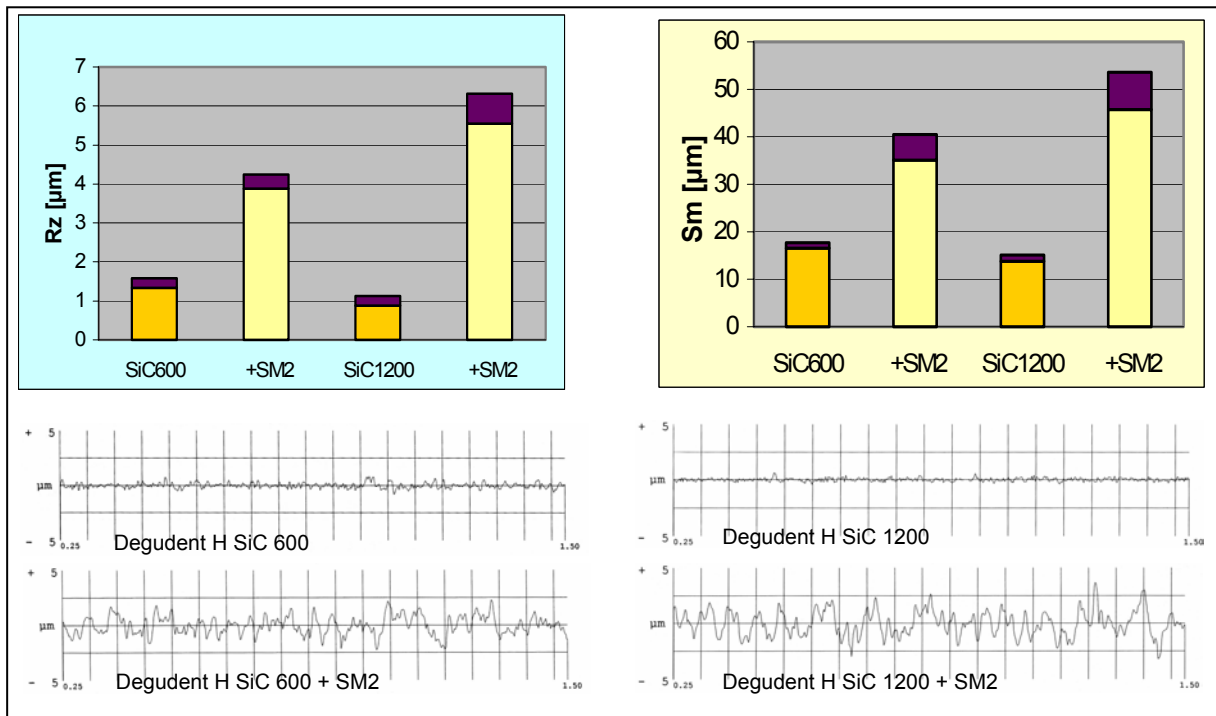 Rz [µm]
7
6
5
4
3
2
1
0
SiC600 +SM2 SiC1200 +SM2
Sm [µm]
60
50
40
30
20
10
0
SiC600 +SM2 SiC1200 +SM2
+ 5
µm
- 5
0.25 1.50
Degudent H SiC 600
+ 5
µm
- 5
0.25 1.50
Degudent H SiC 1200
+ 5
µm
- 5
0.25 1.50
Degudent H SiC 600 + SM2
+ 5
µm
- 5
0.25 1.50
Degudent H SiC 1200 + SM2